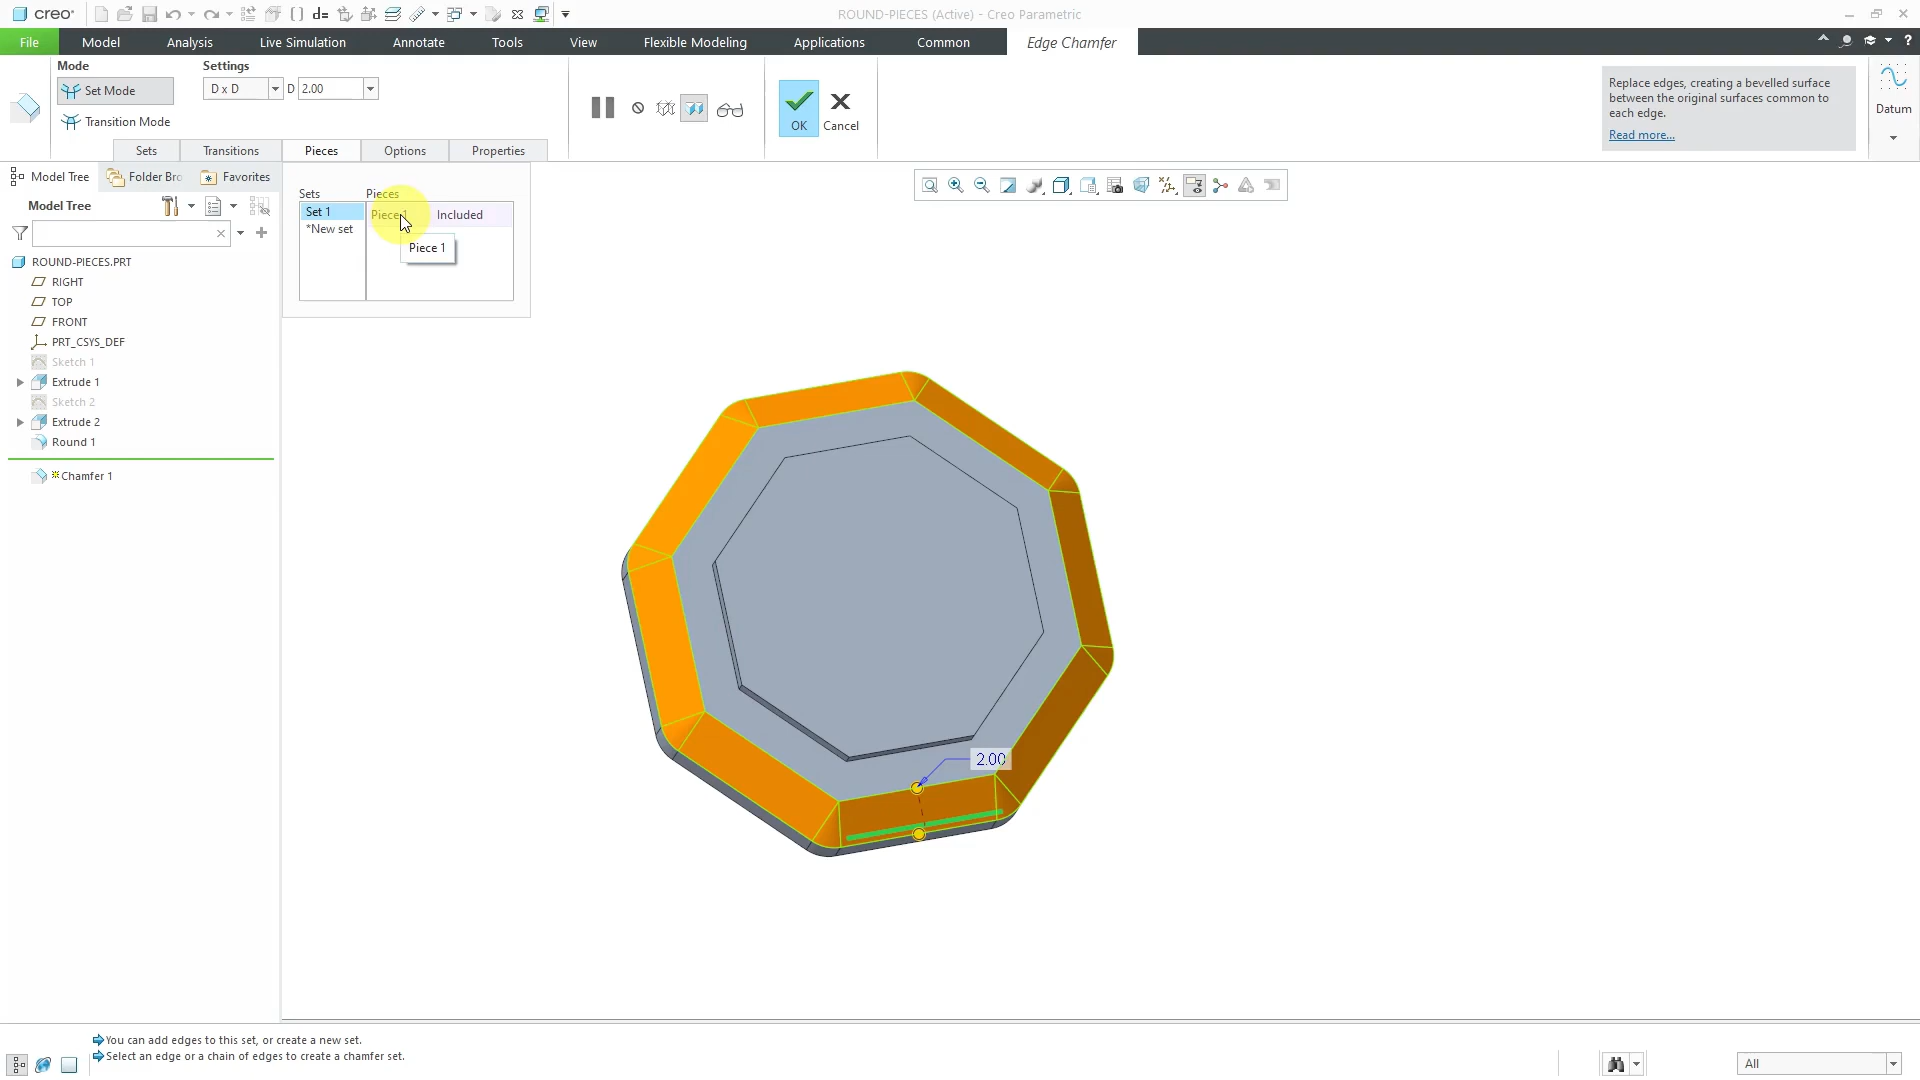 creo
ROUND-PIECES (Active) - Creo Parametric
File
Model
Analysis
Live Simulation
Annotate
Tools
View
Flexible Modeling
Applications
Common
Edge Chamfer
Mode
Set Mode
Transition Mode
Settings
D x D
D
2.00
OK
Cancel
Replace edges, creating a bevelled surface
between the original surfaces common to
each edge.
Read more...
Datum
Sets
Transitions
Pieces
Options
Properties
Model Tree
Folder Bro
Favorites
Model Tree
Sets
Pieces
Set 1
*New set
Piece 1
Included
Piece 1
ROUND-PIECES.PRT
RIGHT
TOP
FRONT
PRT_CSYS_DEF
Sketch 1
Extrude 1
Sketch 2
Extrude 2
Round 1
Chamfer 1
2.00
You can add edges to this set, or create a new set.
Select an edge or a chain of edges to create a chamfer set.
All